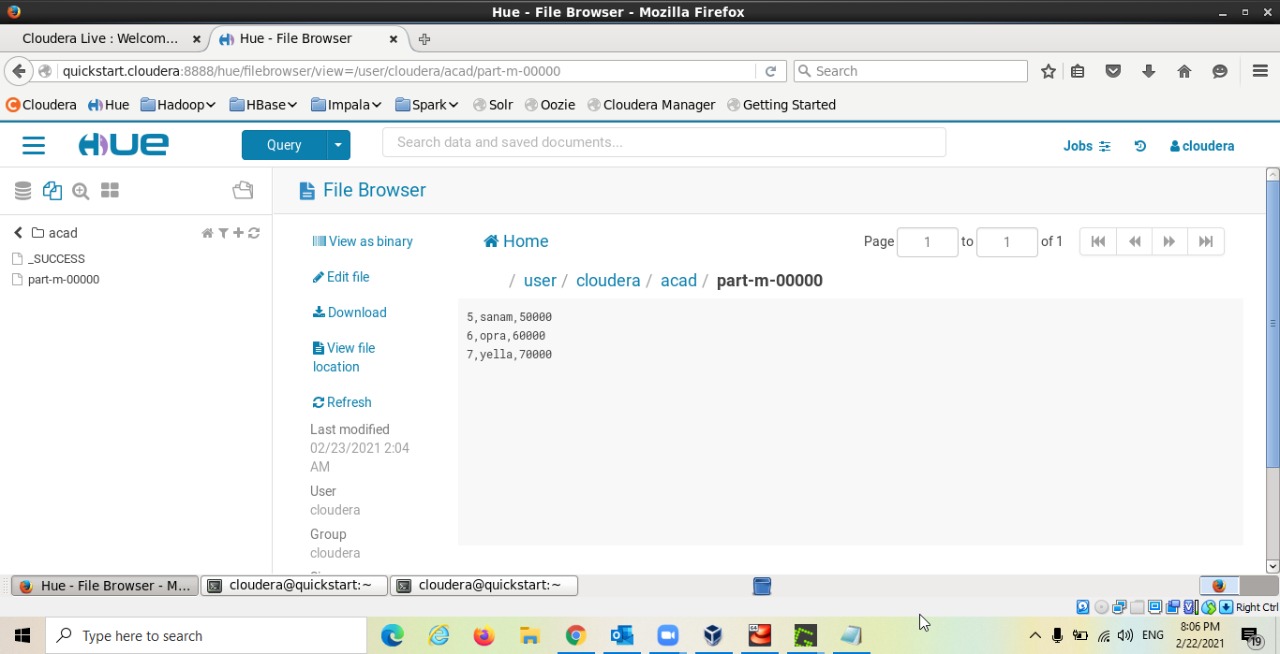 Hue - File Browser - Mozilla Firefox
Cloudera Live : Welcom...
Hue - File Browser
quickstart.cloudera:8888/hue/filebrowser/view=/user/cloudera/acad/part-m-00000
Search
Cloudera Hue Hadoop HBase Impala Spark Solr Oozie Cloudera Manager Getting Started
HUE
Query
Search data and saved documents...
Jobs
cloudera
acad
_SUCCESS
part-m-00000
File Browser
View as binary
Edit file
Download
View file
location
Refresh
Last modified
02/23/2021 2:04
AM
User
cloudera
Group
cloudera
Home
Page 1 to 1 of 1
/ user / cloudera / acad / part-m-00000
5,sanam,50000
6,opra,60000
7,yella,70000
Hue - File Browser - M...
cloudera@quickstart:~
cloudera@quickstart:~
Right Ctrl
Type here to search
ENG
8:06 PM
2/22/2021
19